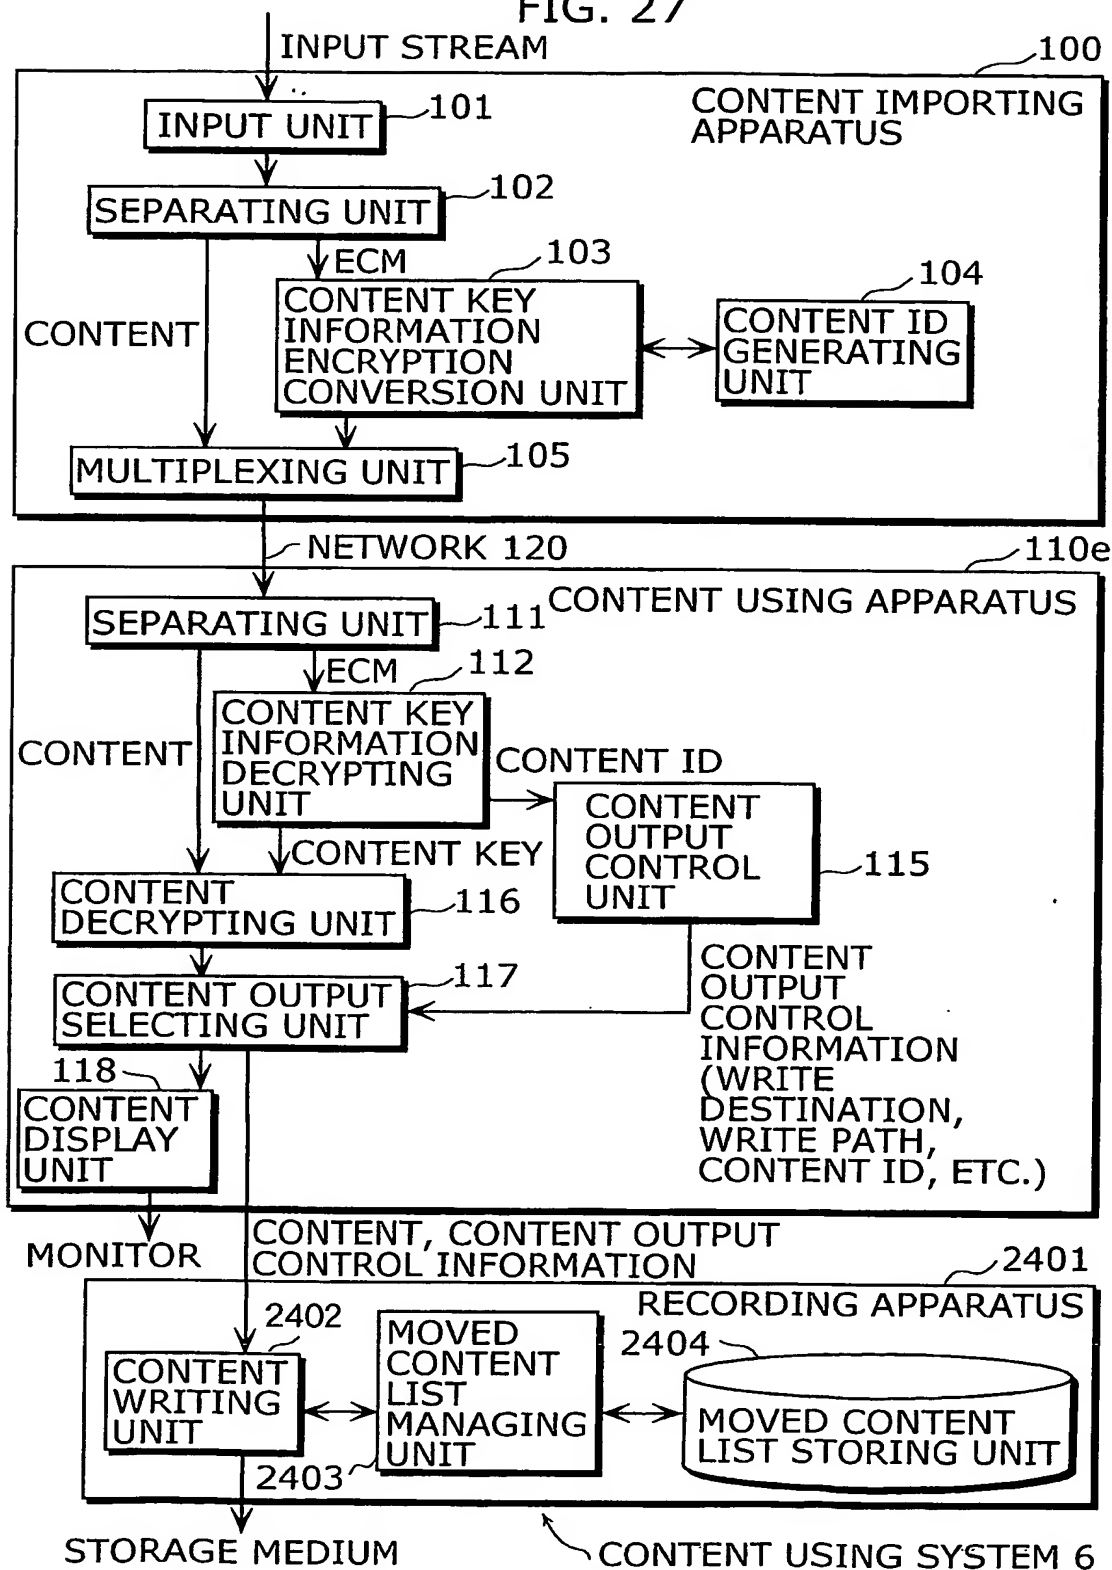 FIG. 27
INPUT STREAM
100
CONTENT IMPORTING
APPARATUS
INPUT UNIT
101
SEPARATING UNIT
102
ECM
103
CONTENT
CONTENT KEY
INFORMATION
ENCRYPTION
CONVERSION UNIT
104
CONTENT ID
GENERATING
UNIT
MULTIPLEXING UNIT
105
NETWORK 120
110e
CONTENT USING APPARATUS
SEPARATING UNIT
111
ECM
112
CONTENT
CONTENT KEY
INFORMATION
DECRYPTING
UNIT
CONTENT ID
CONTENT
OUTPUT
CONTROL
UNIT
115
CONTENT KEY
CONTENT
DECRYPTING UNIT
116
CONTENT OUTPUT
SELECTING UNIT
117
CONTENT
OUTPUT
CONTROL
INFORMATION
(WRITE
DESTINATION,
WRITE PATH,
CONTENT ID, ETC.)
118
CONTENT
DISPLAY
UNIT
MONITOR
CONTENT, CONTENT OUTPUT
CONTROL INFORMATION
2401
RECORDING APPARATUS
2402
CONTENT
WRITING
UNIT
MOVED
CONTENT
LIST
MANAGING
UNIT
2403
2404
MOVED CONTENT
LIST STORING UNIT
STORAGE MEDIUM
CONTENT USING SYSTEM 6